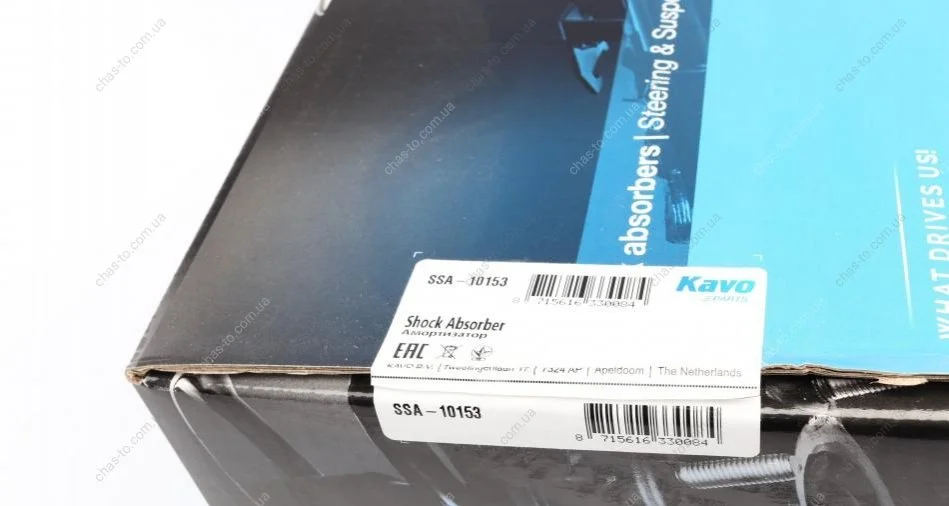 absorbers | Steering &
WHAT DRIVES US!
SSA – 10153
8 715616 330084
Kavo
PARTS
Shock Absorber
Амортизатор
EAC
KAVO B.V. | Tweelingenlaan 17 | 7324 AP | Apeldoorn | The Netherlands
SSA – 10153
8 715616 330084
chas-to.com.ua